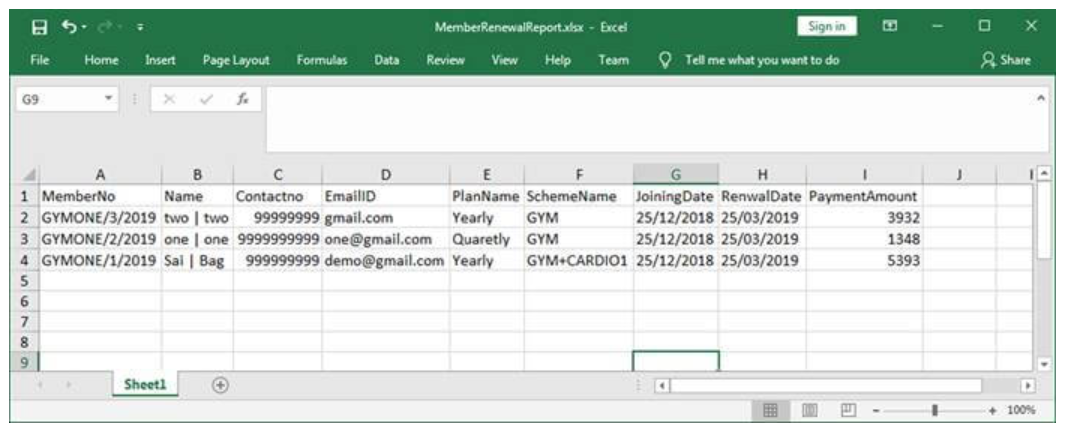 MemberRenewalReport.xlsx - Excel
Sign in
File Home Insert Page Layout Formulas Data Review View Help Team Tell me what you want to do Share
G9 fx
A B C D E F G H I J
1 MemberNo Name Contactno EmailID PlanName SchemeName JoiningDate RenwalDate PaymentAmount
2 GYMONE/3/2019 two | two 99999999 gmail.com Yearly GYM 25/12/2018 25/03/2019 3932
3 GYMONE/2/2019 one | one 9999999999 one@gmail.com Quaretly GYM 25/12/2018 25/03/2019 1348
4 GYMONE/1/2019 Sai | Bag 999999999 demo@gmail.com Yearly GYM+CARDIO1 25/12/2018 25/03/2019 5393
5
6
7
8
9
Sheet1
100%